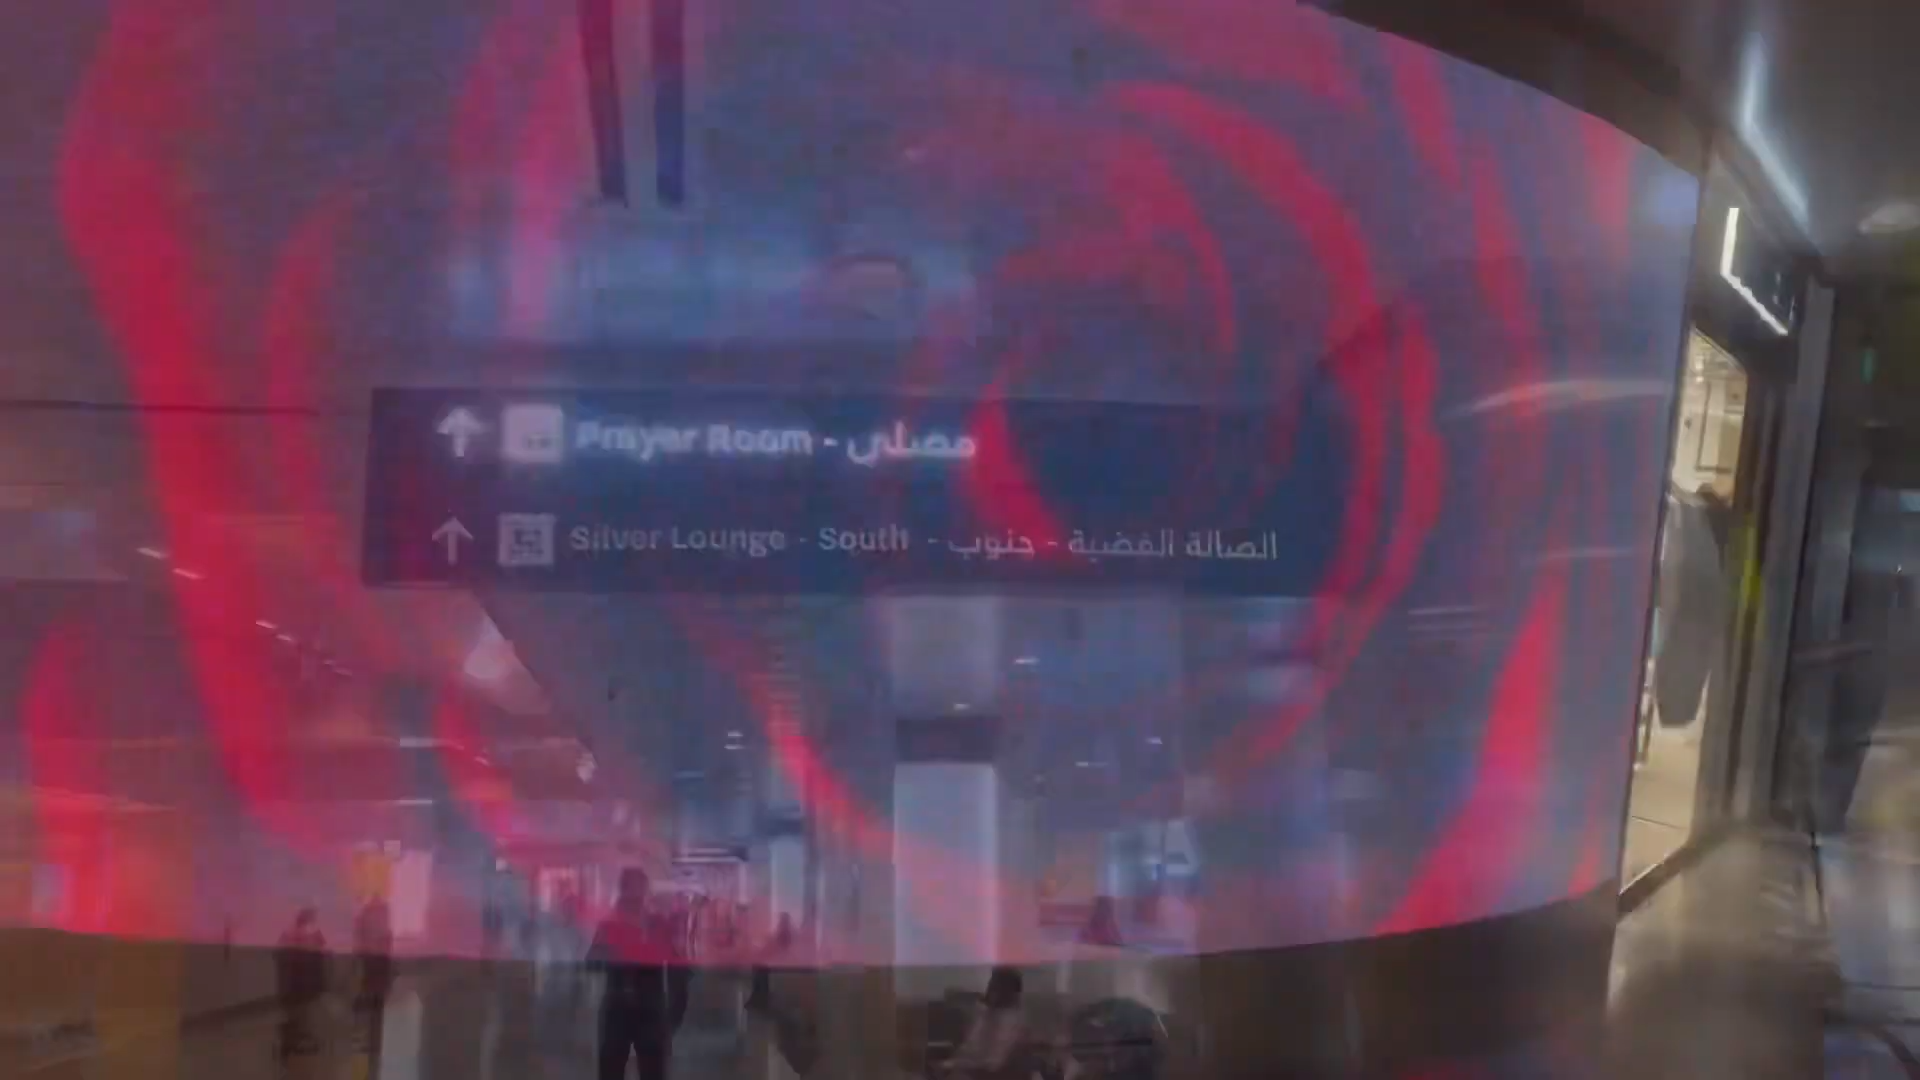 Prayer Room - مصلى
Silver Lounge - South - الصالة الفضية - جنوب